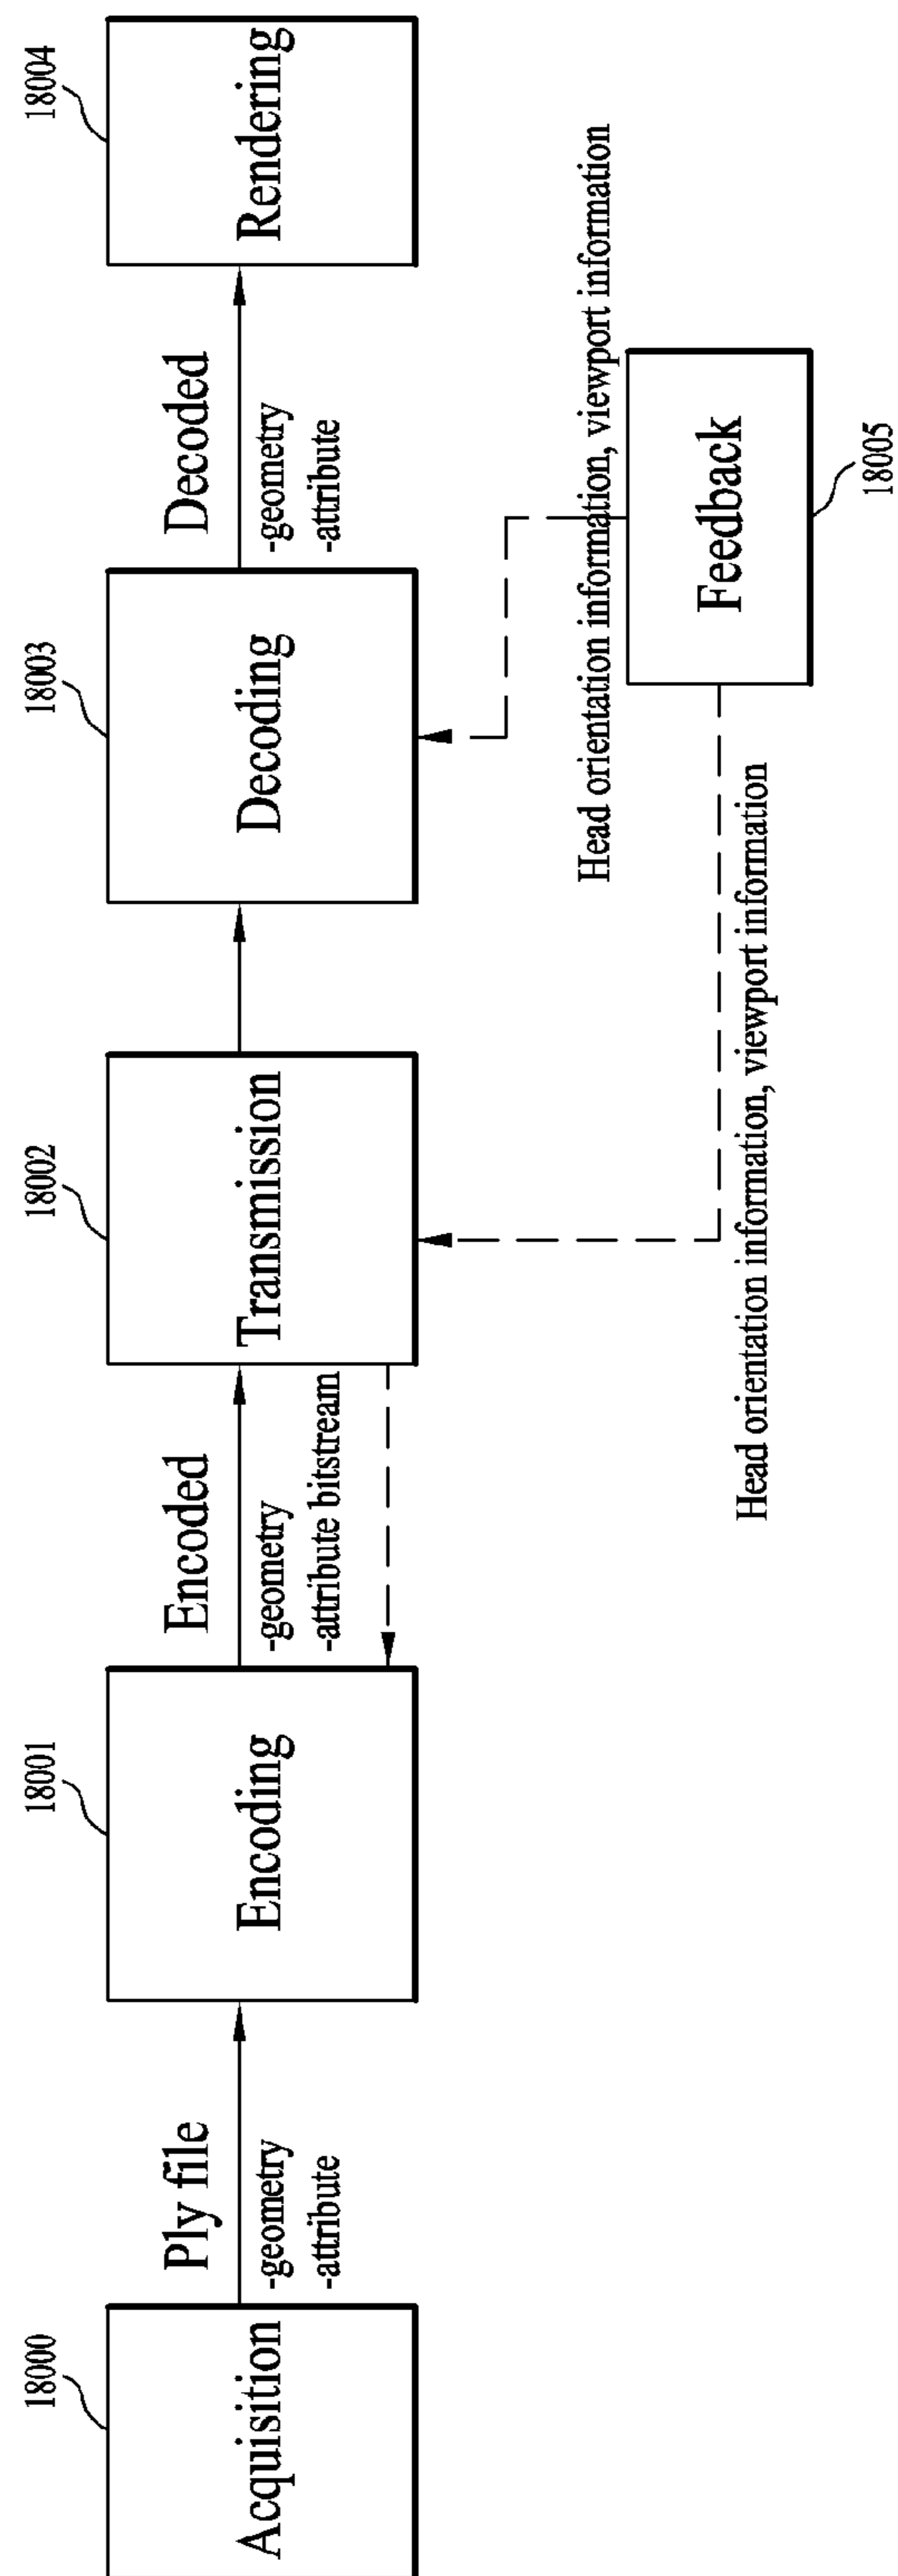 18000
Acquisition
Ply file
-geometry
-attribute
18001
Encoding
Encoded
-geometry
-attribute bitstream
18002
Transmission
18003
Decoding
Decoded
-geometry
-attribute
18004
Rendering
Head orientation information, viewport information
Feedback
18005
Head orientation information, viewport information